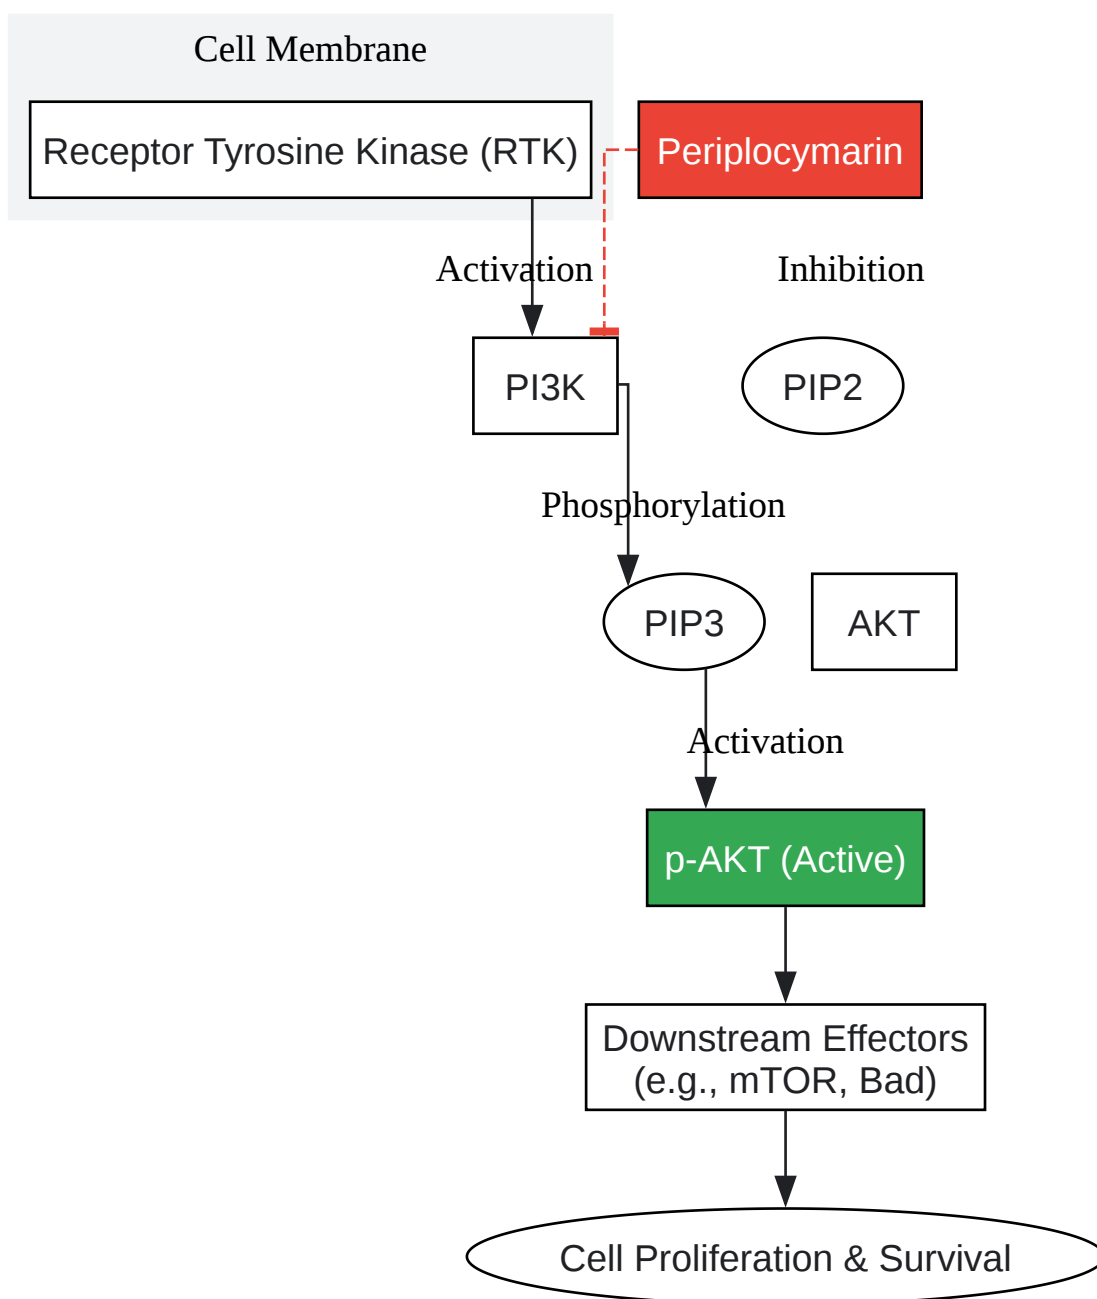 Cell Membrane
Receptor Tyrosine Kinase (RTK)
Periplocymarin
Activation
Inhibition
PI3K
PIP2
Phosphorylation
PIP3
AKT
Activation
p-AKT (Active)
Downstream Effectors
(e.g., mTOR, Bad)
Cell Proliferation & Survival